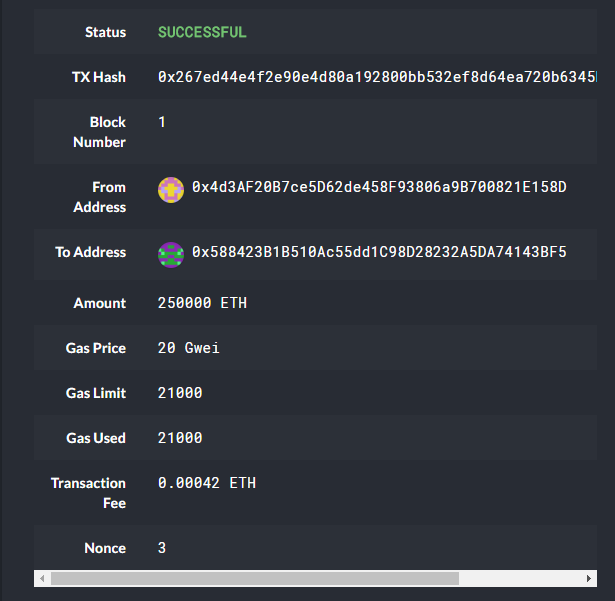 Status SUCCESSFUL
TX Hash 0x267ed44e4f2e90e4d80a192800bb532ef8d64ea720b6345
Block Number 1
From Address 0x4d3AF20B7ce5D62de458F93806a9B700821E158D
To Address 0x588423B1B510Ac55dd1C98D28232A5DA74143BF5
Amount 250000 ETH
Gas Price 20 Gwei
Gas Limit 21000
Gas Used 21000
Transaction Fee 0.00042 ETH
Nonce 3